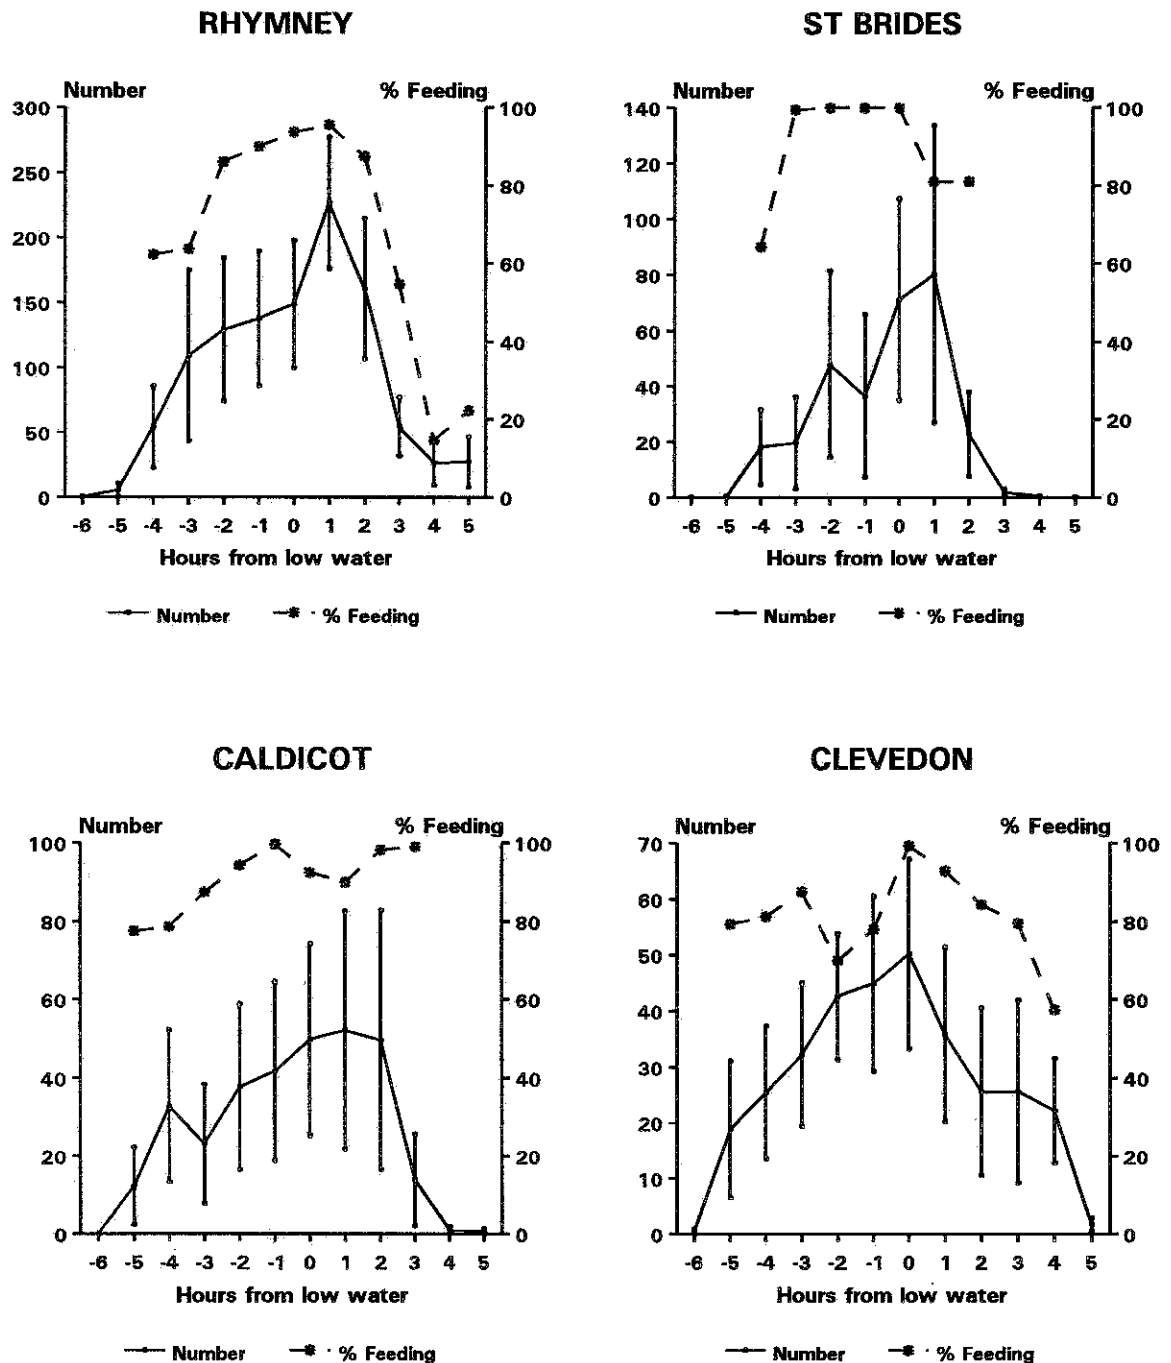 RHYMNEY
Number % Feeding
300 100
250 80
200 60
150
100 40
50 20
0 0
-6 -5 -4 -3 -2 -1 0 1 2 3 4 5
Hours from low water
Number % Feeding
ST BRIDES
Number % Feeding
140 100
120 80
100
80 60
60 40
40
20 20
0 0
-6 -5 -4 -3 -2 -1 0 1 2 3 4 5
Hours from low water
Number % Feeding
CALDICOT
Number % Feeding
100 100
80 80
60 60
40 40
20 20
0 0
-6 -5 -4 -3 -2 -1 0 1 2 3 4 5
Hours from low water
Number % Feeding
CLEVEDON
Number % Feeding
70 100
60 80
50
40 60
30 40
20 20
10
0 0
-6 -5 -4 -3 -2 -1 0 1 2 3 4 5
Hours from low water
Number % Feeding